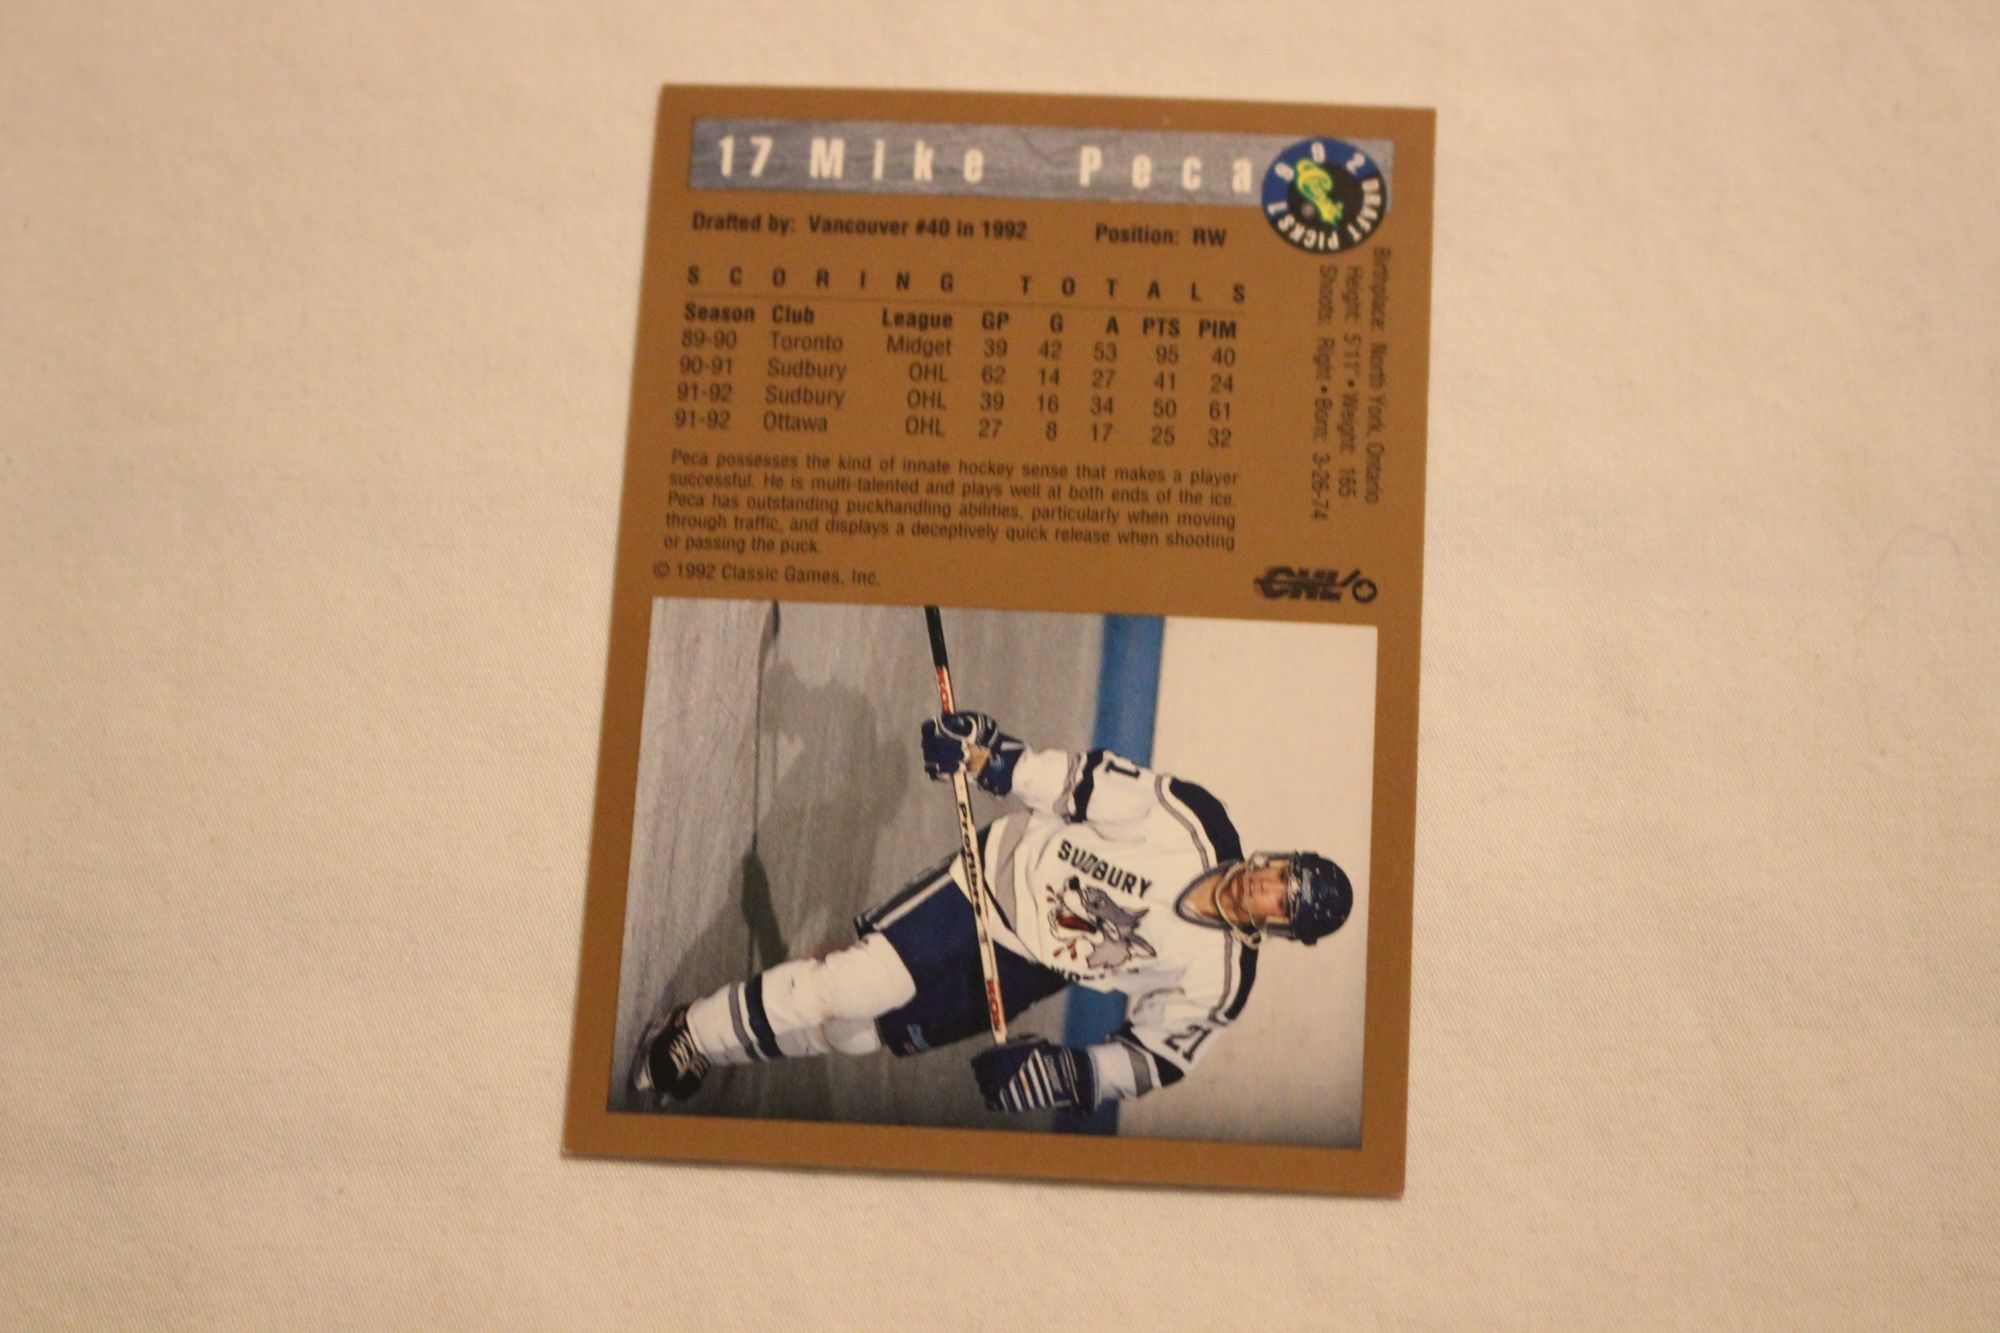 17 Mike Peca
1992 DRAFT PICKS
Classic
Drafted by: Vancouver #40 in 1992 Position: RW
SCORING TOTALS
Season Club League GP G A PTS PIM
89-90 Toronto Midget 39 42 53 95 40
90-91 Sudbury OHL 62 14 27 41 24
91-92 Sudbury OHL 39 16 34 50 61
91-92 Ottawa OHL 27 8 17 25 32
Peca possesses the kind of innate hockey sense that makes a player
successful. He is multi-talented and plays well at both ends of the ice.
Peca has outstanding puckhandling abilities, particularly when moving
through traffic, and displays a deceptively quick release when shooting
or passing the puck.
© 1992 Classic Games, Inc.
Birthplace: North York, Ontario
Height: 5'11" • Weight: 165
Shoots: Right • Born: 3-26-74
CHL
KOHO
Profibre
KOHO
SUDBURY
21